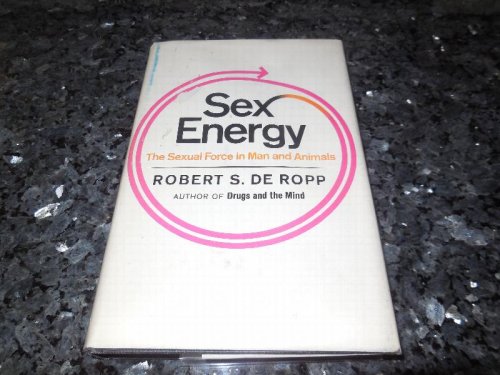 Sex
Energy
The Sexual Force in Man and Animals
ROBERT S. DE ROPP
AUTHOR OF Drugs and the Mind